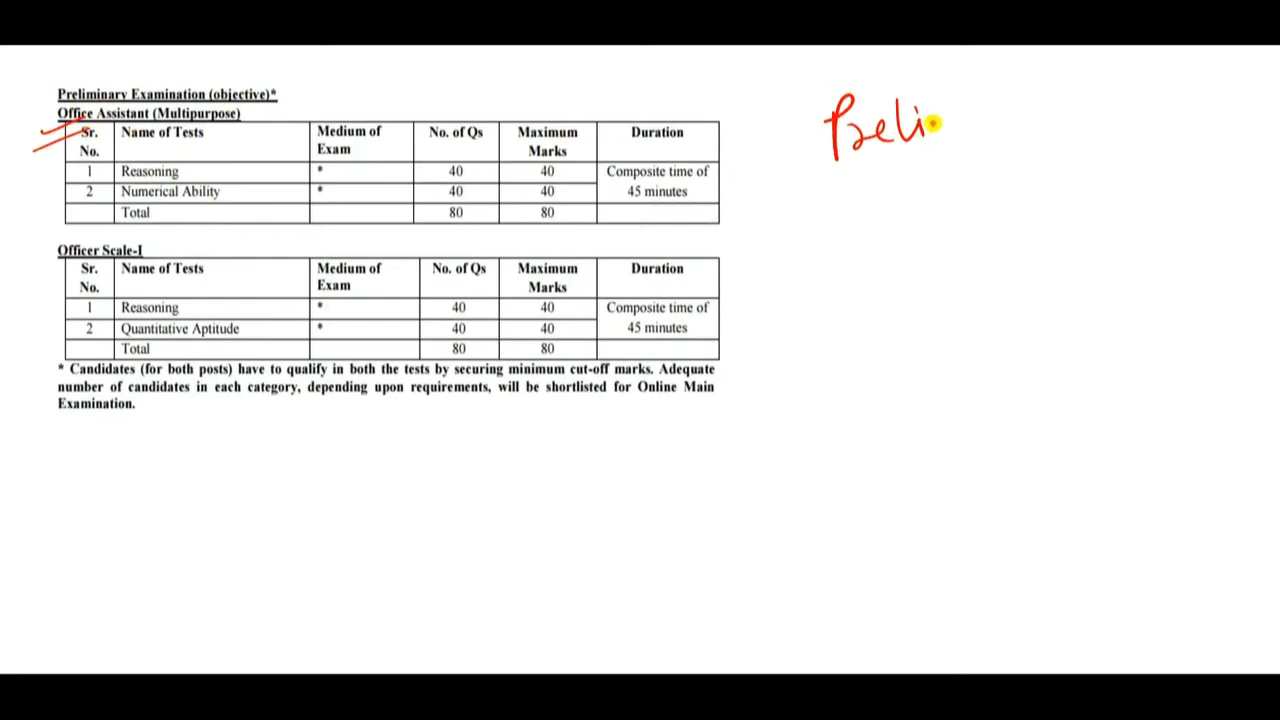 Preliminary Examination (objective)*
Office Assistant (Multipurpose)
Sr. No. Name of Tests Medium of Exam No. of Qs Maximum Marks Duration
1 Reasoning * 40 40 Composite time of 45 minutes
2 Numerical Ability * 40 40
Total 80 80
Officer Scale-I
Sr. No. Name of Tests Medium of Exam No. of Qs Maximum Marks Duration
1 Reasoning * 40 40 Composite time of 45 minutes
2 Quantitative Aptitude * 40 40
Total 80 80
* Candidates (for both posts) have to qualify in both the tests by securing minimum cut-off marks. Adequate
number of candidates in each category, depending upon requirements, will be shortlisted for Online Main
Examination.
Preli